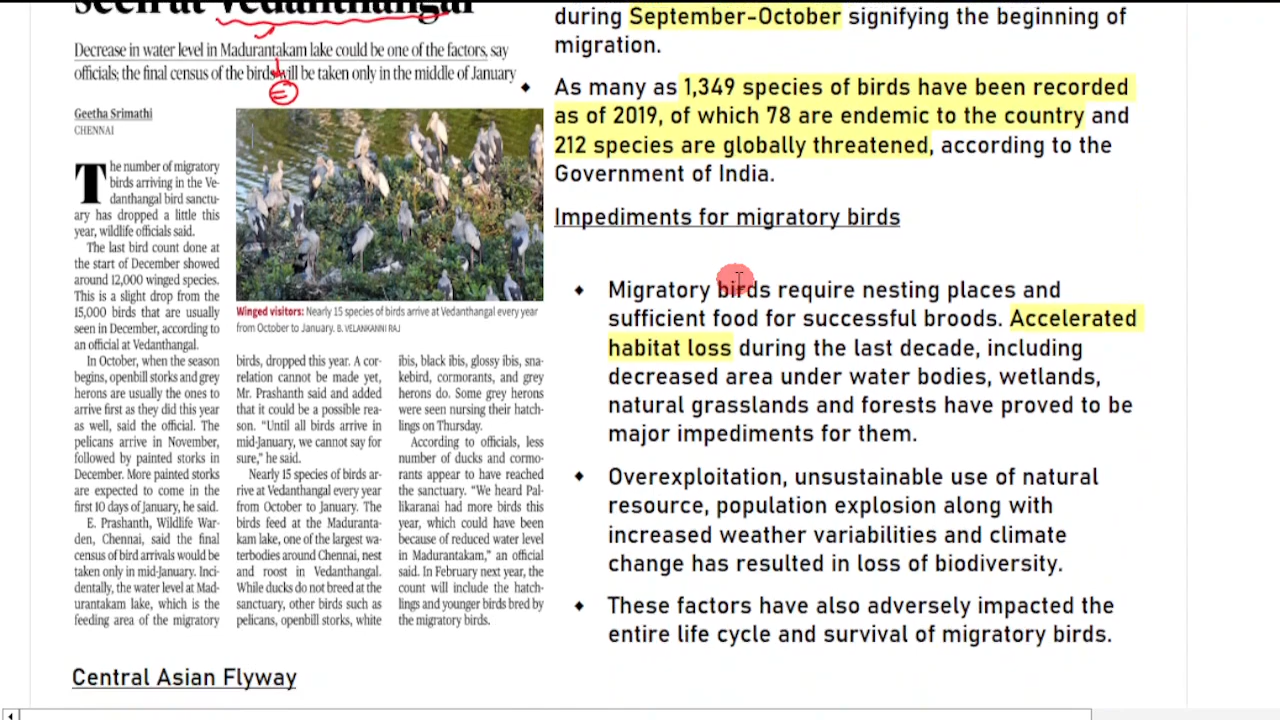 seen at Vedanthangal
Decrease in water level in Madurantakam lake could be one of the factors, say
officials; the final census of the birds will be taken only in the middle of January
Geetha Srimathi
CHENNAI
The number of migratory
birds arriving in the Ve-
danthangal bird sanctu-
ary has dropped a little this
year, wildlife officials said.
The last bird count done at
the start of December showed
around 12,000 winged species.
This is a slight drop from the
15,000 birds that are usually
seen in December, according to
an official at Vedanthangal.
In October, when the season
begins, openbill storks and grey
herons are usually the ones to
arrive first as they did this year
as well, said the official. The
pelicans arrive in November,
followed by painted storks in
December. More painted storks
are expected to come in the
first 10 days of January, he said.
E. Prashanth, Wildlife War-
den, Chennai, said the final
census of bird arrivals would be
taken only in mid-January. Inci-
dentally, the water level at Mad-
urantakam lake, which is the
feeding area of the migratory
Winged visitors: Nearly 15 species of birds arrive at Vedanthangal every year
from October to January. B. VELANKANNI RAJ
birds, dropped this year. A cor-
relation cannot be made yet,
Mr. Prashanth said and added
that it could be a possible rea-
son. “Until all birds arrive in
mid-January, we cannot say for
sure,” he said.
Nearly 15 species of birds ar-
rive at Vedanthangal every year
from October to January. The
birds feed at the Maduranta-
kam lake, one of the largest wa-
terbodies around Chennai, nest
and roost in Vedanthangal.
While ducks do not breed at the
sanctuary, other birds such as
pelicans, openbill storks, white
ibis, black ibis, glossy ibis, sna-
kebird, cormorants, and grey
herons do. Some grey herons
were seen nursing their hatch-
lings on Thursday.
According to officials, less
number of ducks and cormo-
rants appear to have reached
the sanctuary. “We heard Pal-
likaranai had more birds this
year, which could have been
because of reduced water level
in Madurantakam,” an official
said. In February next year, the
count will include the hatch-
lings and younger birds bred by
the migratory birds.
Central Asian Flyway
during September-October signifying the beginning of
migration.
As many as 1,349 species of birds have been recorded
as of 2019, of which 78 are endemic to the country and
212 species are globally threatened, according to the
Government of India.
Impediments for migratory birds
Migratory birds require nesting places and
sufficient food for successful broods. Accelerated
habitat loss during the last decade, including
decreased area under water bodies, wetlands,
natural grasslands and forests have proved to be
major impediments for them.
Overexploitation, unsustainable use of natural
resource, population explosion along with
increased weather variabilities and climate
change has resulted in loss of biodiversity.
These factors have also adversely impacted the
entire life cycle and survival of migratory birds.